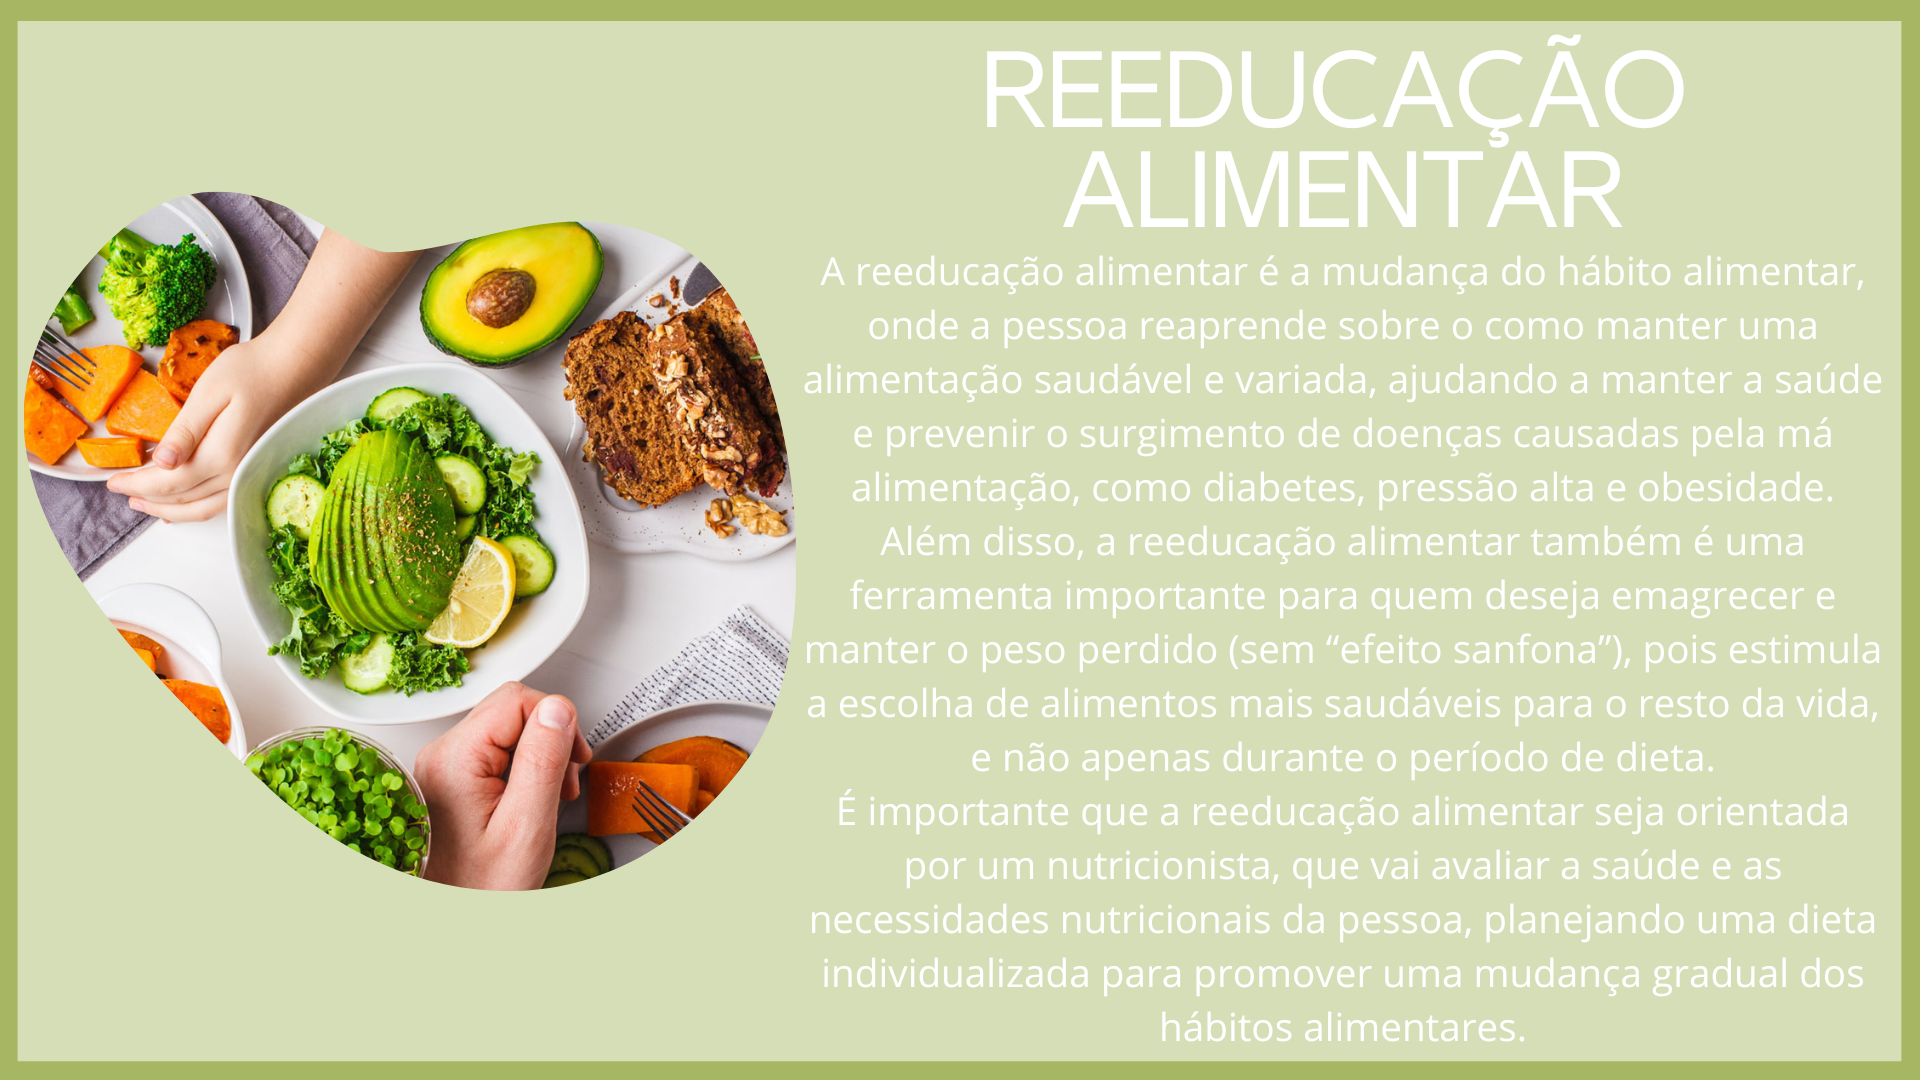 REEDUCAÇÃO
ALIMENTAR
A reeducação alimentar é a mudança do hábito alimentar,
onde a pessoa reaprende sobre o como manter uma
alimentação saudável e variada, ajudando a manter a saúde
e prevenir o surgimento de doenças causadas pela má
alimentação, como diabetes, pressão alta e obesidade.
Além disso, a reeducação alimentar também é uma
ferramenta importante para quem deseja emagrecer e
manter o peso perdido (sem “efeito sanfona”), pois estimula
a escolha de alimentos mais saudáveis para o resto da vida,
e não apenas durante o período de dieta.
É importante que a reeducação alimentar seja orientada
por um nutricionista, que vai avaliar a saúde e as
necessidades nutricionais da pessoa, planejando uma dieta
individualizada para promover uma mudança gradual dos
hábitos alimentares.